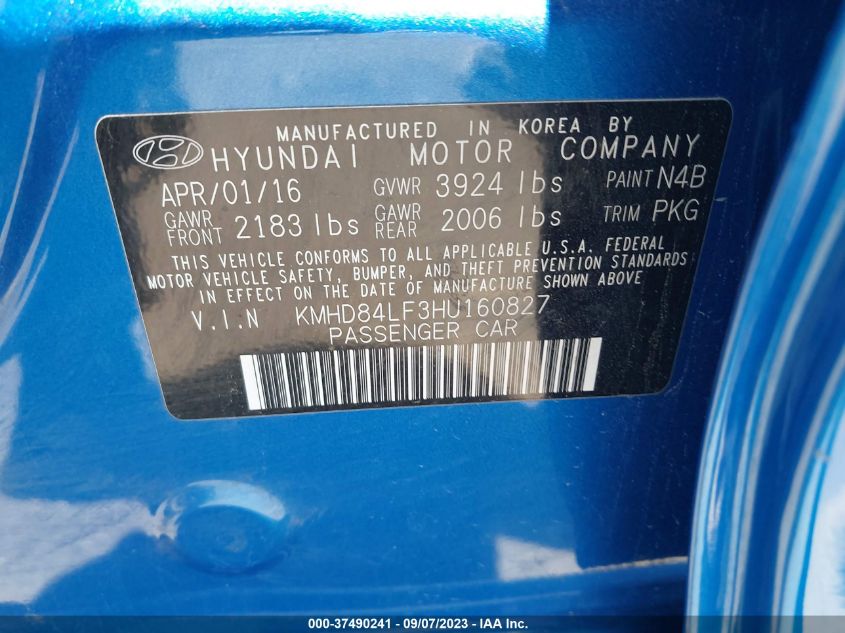 MANUFACTURED IN KOREA BY
HYUNDAI MOTOR COMPANY
APR/01/16 GVWR 3924 lbs PAINT N4B
GAWR FRONT 2183 lbs GAWR REAR 2006 lbs TRIM PKG
THIS VEHICLE CONFORMS TO ALL APPLICABLE U.S.A. FEDERAL
MOTOR VEHICLE SAFETY, BUMPER, AND THEFT PREVENTION STANDARDS
IN EFFECT ON THE DATE OF MANUFACTURE SHOWN ABOVE
V.I.N KMHD84LF3HU160827
PASSENGER CAR
000-37490241 - 09/07/2023 - IAA Inc.